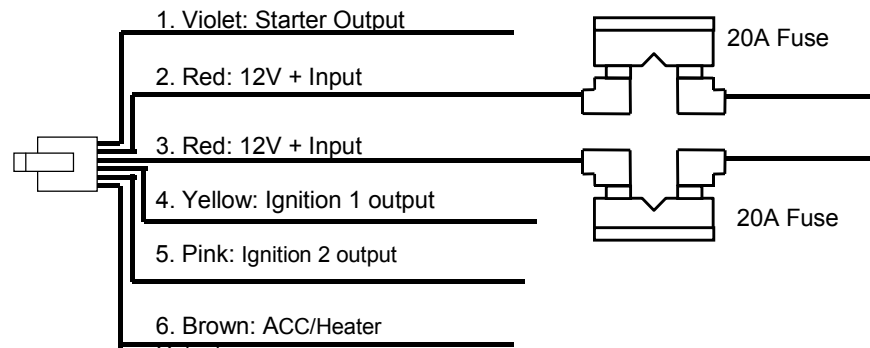 1. Violet: Starter Output
20A Fuse
2. Red: 12V + Input
3. Red: 12V + Input
4. Yellow: Ignition 1 output
20A Fuse
5. Pink: Ignition 2 output
6. Brown: ACC/Heater